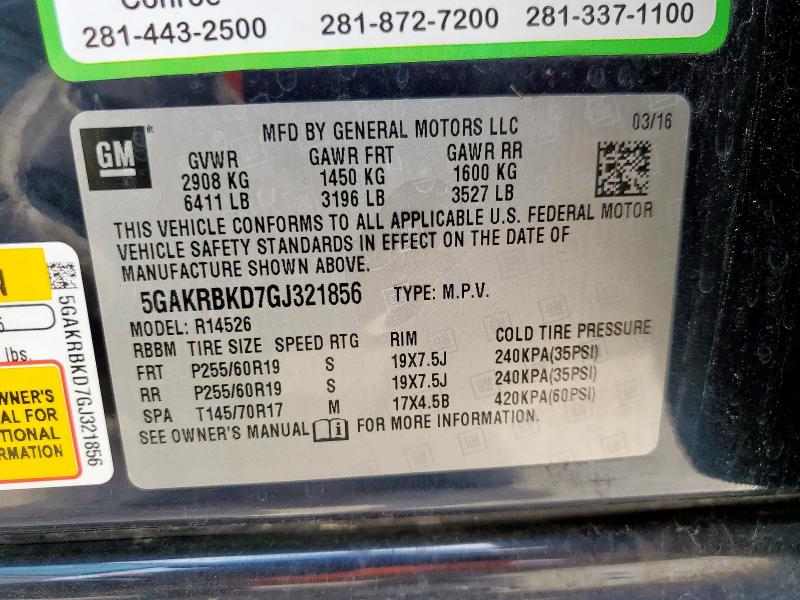 Conroe
281-443-2500 281-872-7200 281-337-1100
GM
MFD BY GENERAL MOTORS LLC 03/16
GVWR GAWR FRT GAWR RR
2908 KG 1450 KG 1600 KG
6411 LB 3196 LB 3527 LB
THIS VEHICLE CONFORMS TO ALL APPLICABLE U.S. FEDERAL MOTOR
VEHICLE SAFETY STANDARDS IN EFFECT ON THE DATE OF
MANUFACTURE SHOWN ABOVE.
5GAKRBKD7GJ321856 TYPE: M.P.V.
MODEL: R14526
RBBM TIRE SIZE SPEED RTG RIM COLD TIRE PRESSURE
FRT P255/60R19 S 19X7.5J 240KPA(35PSI)
RR P255/60R19 S 19X7.5J 240KPA(35PSI)
SPA T145/70R17 M 17X4.5B 420KPA(60PSI)
SEE OWNER'S MANUAL FOR MORE INFORMATION.
5GAKRBKD7GJ321856
lbs.
WNER'S
AL FOR
TIONAL
RMATION